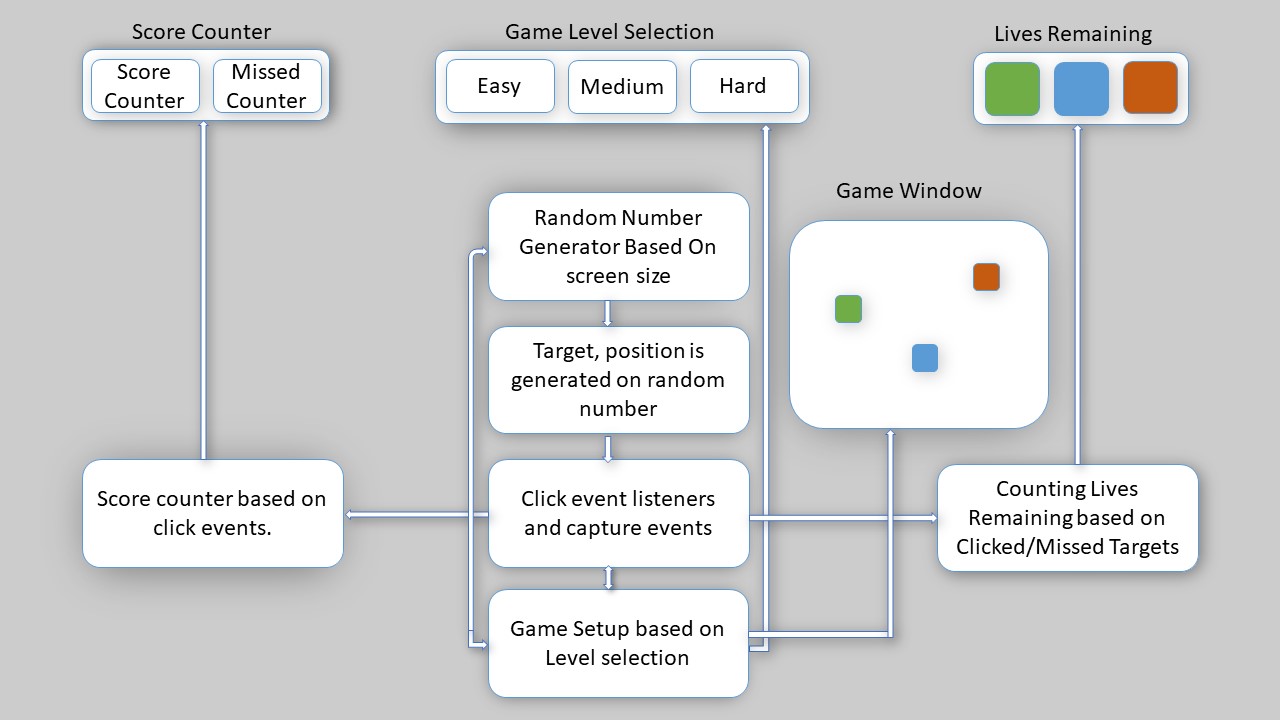 Score Counter
Score
Counter
Missed
Counter
Game Level Selection
Easy
Medium
Hard
Lives Remaining
Game Window
Random Number
Generator Based On
screen size
Target, position is
generated on random
number
Score counter based on
click events.
Click event listeners
and capture events
Counting Lives
Remaining based on
Clicked/Missed Targets
Game Setup based on
Level selection